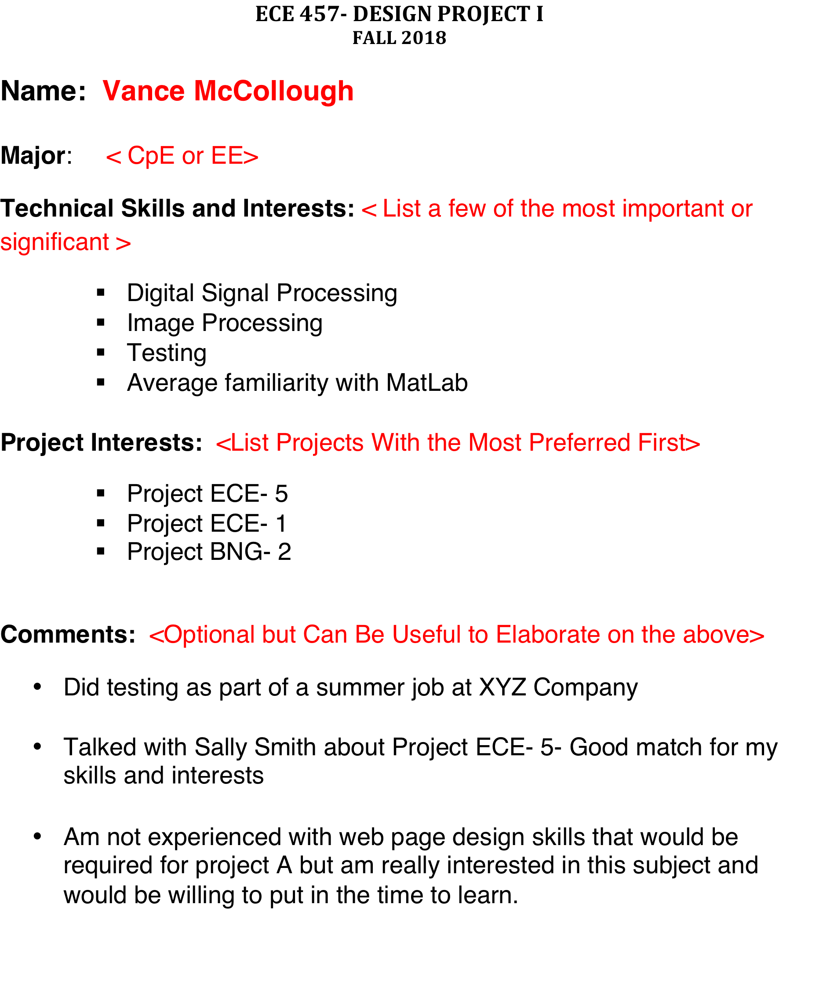 ECE 457- DESIGN PROJECT I
FALL 2018
Name: Vance McCollough
Major: < CpE or EE>
Technical Skills and Interests: < List a few of the most important or
significant >
▪ Digital Signal Processing
▪ Image Processing
▪ Testing
▪ Average familiarity with MatLab
Project Interests: <List Projects With the Most Preferred First>
▪ Project ECE- 5
▪ Project ECE- 1
▪ Project BNG- 2
Comments: <Optional but Can Be Useful to Elaborate on the above>
• Did testing as part of a summer job at XYZ Company
• Talked with Sally Smith about Project ECE- 5- Good match for my
skills and interests
• Am not experienced with web page design skills that would be
required for project A but am really interested in this subject and
would be willing to put in the time to learn.